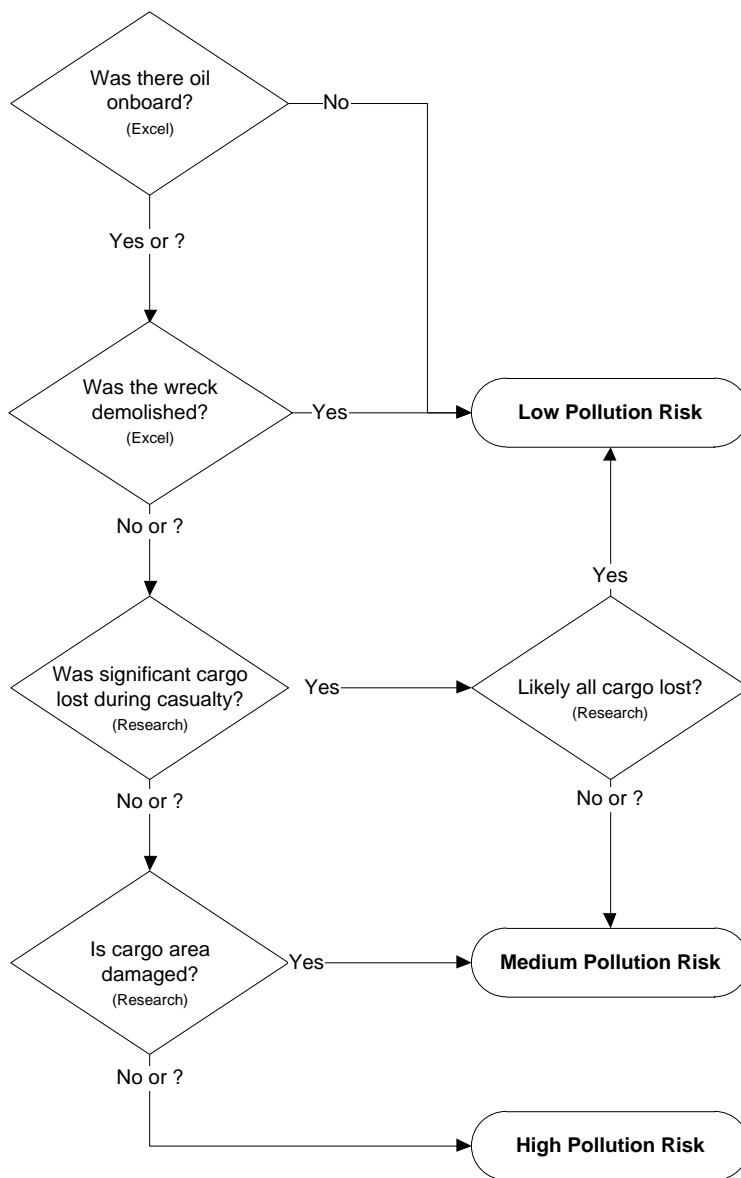 Was there oil
onboard?
(Excel)
No
Yes or ?
Was the wreck
demolished?
(Excel)
Yes
Low Pollution Risk
No or ?
Yes
Was significant cargo
lost during casualty?
(Research)
Yes
Likely all cargo lost?
(Research)
No or ?
No or ?
Is cargo area
damaged?
(Research)
Yes
Medium Pollution Risk
No or ?
High Pollution Risk